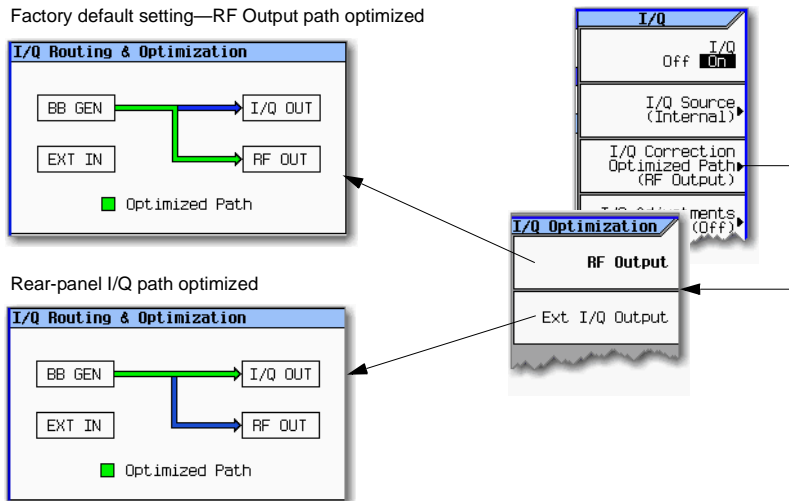 Factory default setting—RF Output path optimized
I/Q Routing & Optimization
BB GEN
I/Q OUT
EXT IN
RF OUT
Optimized Path
Rear-panel I/Q path optimized
I/Q Routing & Optimization
BB GEN
I/Q OUT
EXT IN
RF OUT
Optimized Path
I/Q
I/Q
Off On
I/Q Source
(Internal)
I/Q Correction
Optimized Path
(RF Output)
(Off)
I/Q Optimization
RF Output
Ext I/Q Output